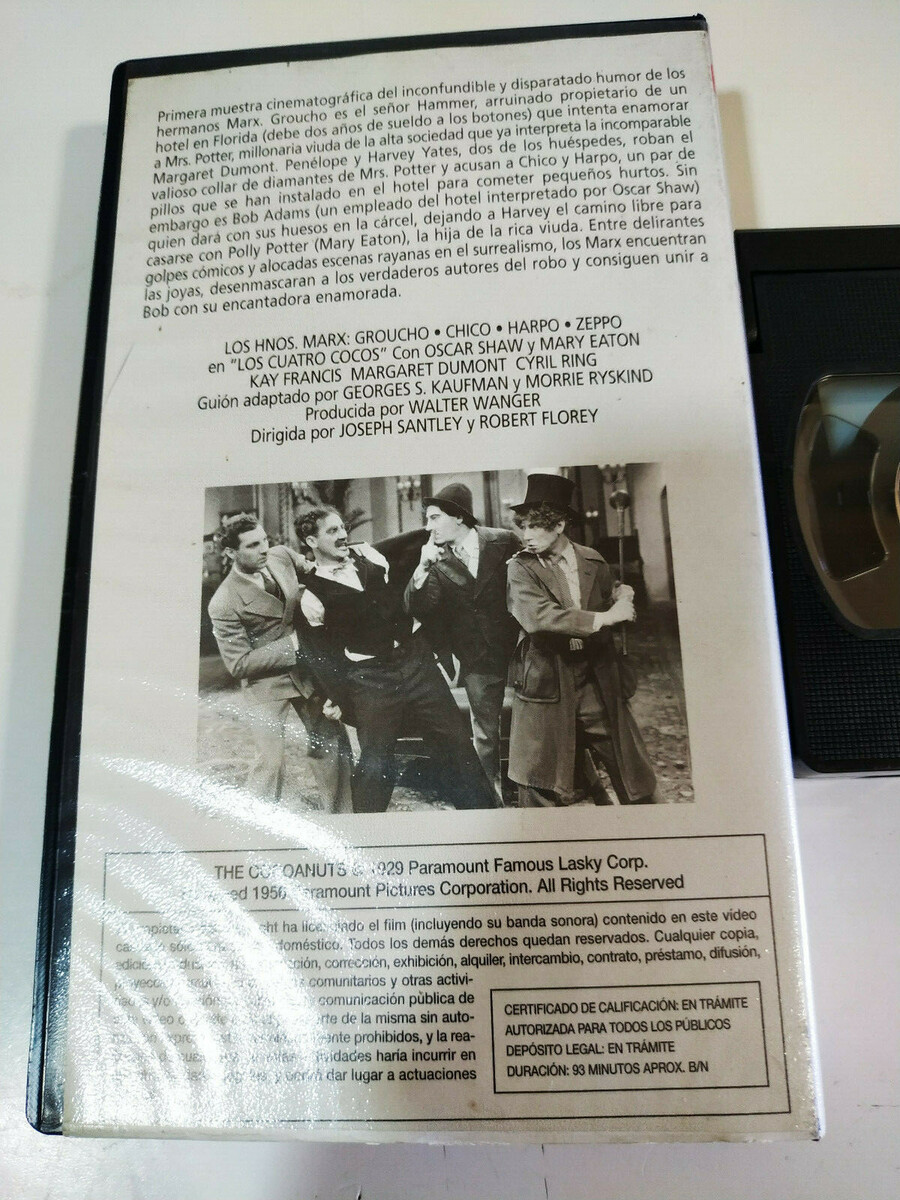 Primera muestra cinematográfica del inconfundible y disparatado humor de los
hermanos Marx. Groucho es el señor Hammer, arruinado propietario de un
hotel en Florida (debe dos años de sueldo a los botones) que intenta enamorar
a Mrs. Potter, millonaria viuda de la alta sociedad que ya interpreta la incomparable
Margaret Dumont. Penélope y Harvey Yates, dos de los huéspedes, roban el
valioso collar de diamantes de Mrs. Potter y acusan a Chico y Harpo, un par de
pillos que se han instalado en el hotel para cometer pequeños hurtos. Sin
embargo es Bob Adams (un empleado del hotel interpretado por Oscar Shaw)
quien dará con sus huesos en la cárcel, dejando a Harvey el camino libre para
casarse con Polly Potter (Mary Eaton), la hija de la rica viuda. Entre delirantes
golpes cómicos y alocadas escenas rayanas en el surrealismo, los Marx encuentran
las joyas, desenmascaran a los verdaderos autores del robo y consiguen unir a
Bob con su encantadora enamorada.
LOS HNOS. MARX: GROUCHO • CHICO • HARPO • ZEPPO
en "LOS CUATRO COCOS" Con OSCAR SHAW y MARY EATON
KAY FRANCIS MARGARET DUMONT CYRIL RING
Guión adaptado por GEORGES S. KAUFMAN y MORRIE RYSKIND
Producida por WALTER WANGER
Dirigida por JOSEPH SANTLEY y ROBERT FLOREY
THE COCOANUTS © 1929 Paramount Famous Lasky Corp.
1956 Paramount Pictures Corporation. All Rights Reserved
ha licenciado el film (incluyendo su banda sonora) contenido en este vídeo
doméstico. Todos los demás derechos quedan reservados. Cualquier copia,
corrección, exhibición, alquiler, intercambio, contrato, préstamo, difusión,
comunitarios y otras activi-
comunicación pùblica de
parte de la misma sin auto-
prohibidos, y la rea-
actividades haría incurrir en
dar lugar a actuaciones
CERTIFICADO DE CALIFICACIÓN: EN TRÁMITE
AUTORIZADA PARA TODOS LOS PÚBLICOS
DEPÓSITO LEGAL: EN TRÁMITE
DURACIÓN: 93 MINUTOS APROX. B/N